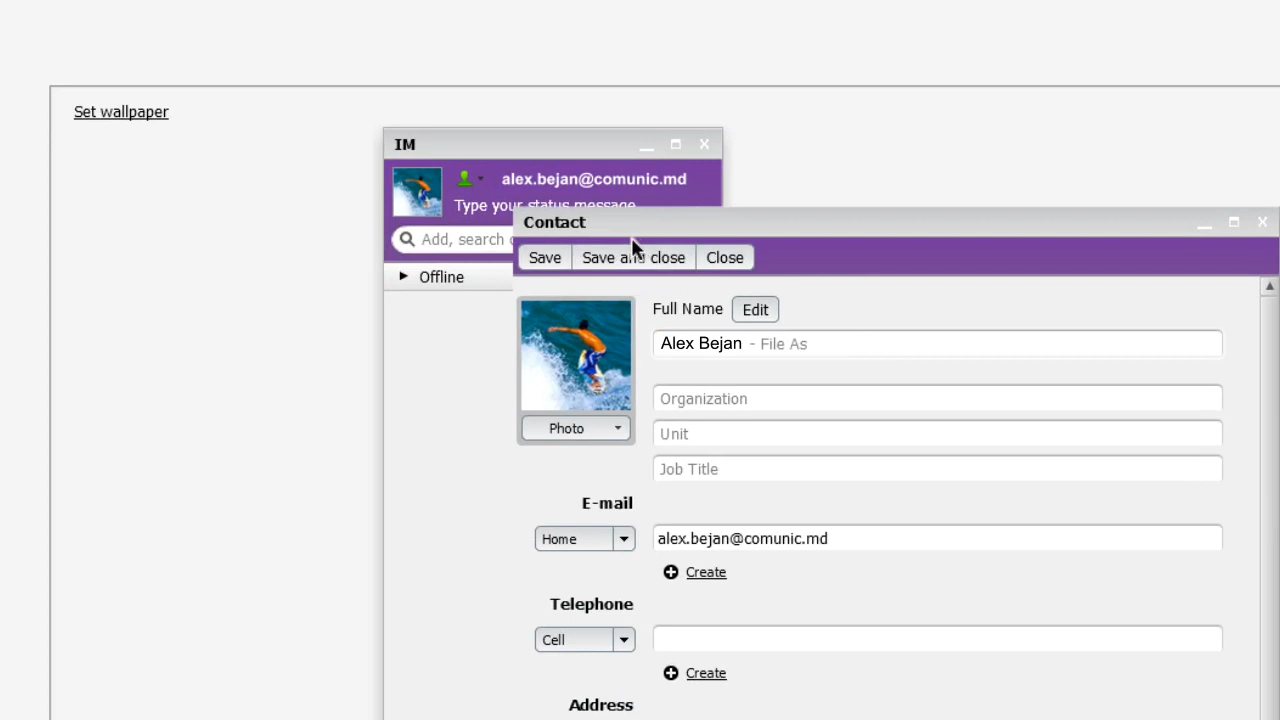 Set wallpaper
IM
alex.bejan@comunic.md
Type your status message
Add, search
Offline
Contact
Save
Save and close
Close
Full Name
Edit
Alex Bejan - File As
Organization
Unit
Job Title
Photo
E-mail
Home
alex.bejan@comunic.md
Create
Telephone
Cell
Create
Address